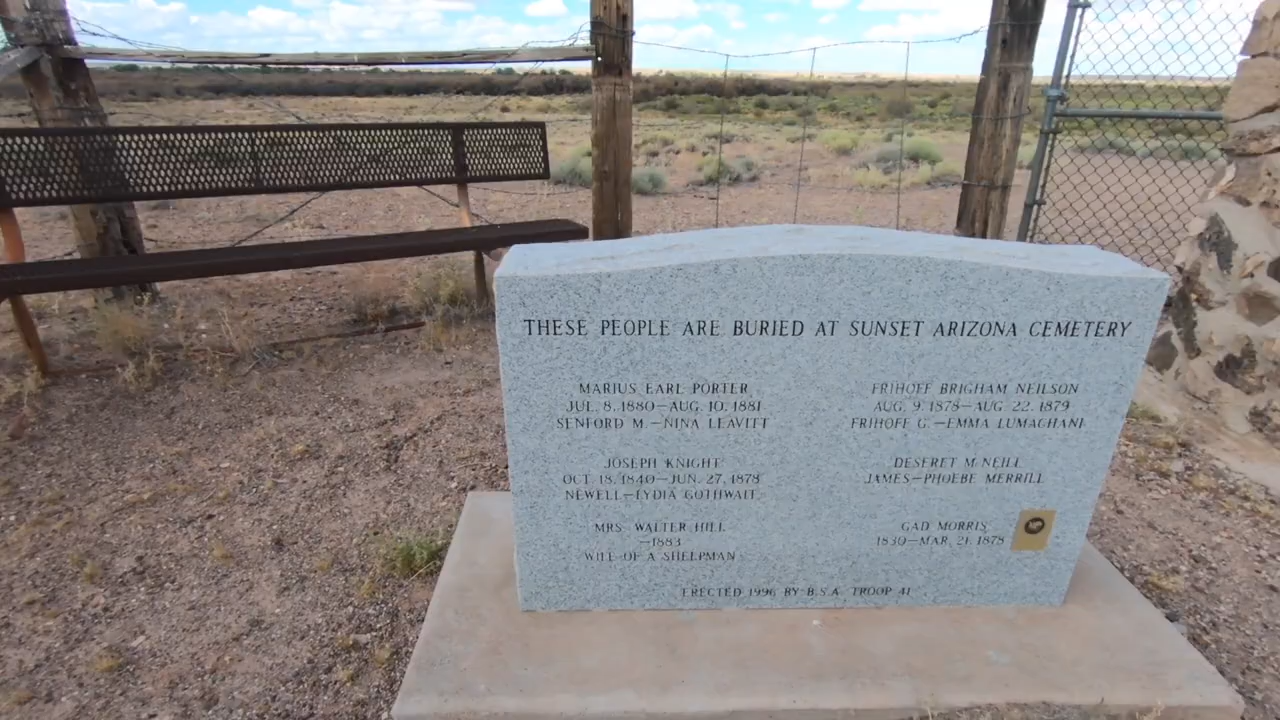 THESE PEOPLE ARE BURIED AT SUNSET ARIZONA CEMETERY
MARIUS EARL PORTER
JUL. 8, 1880—AUG. 10, 1881
SENFORD M.—NINA LEAVITT
JOSEPH KNIGHT
OCT. 18, 1840—JUN. 27, 1878
NEWELL—LYDIA GOTHWAIT
MRS. WALTER HILL
—1883
WIFE OF A SHEEPMAN
FRIHOFF BRIGHAM NEILSON
AUG. 9, 1878—AUG. 22, 1879
FRIHOFF G.—EMMA LUMACHANI
DESERET M NEILL
JAMES—PHOEBE MERRILL
GAD MORRIS
1830—MAR. 21, 1878
ERECTED 1996 BY B.S.A. TROOP 41